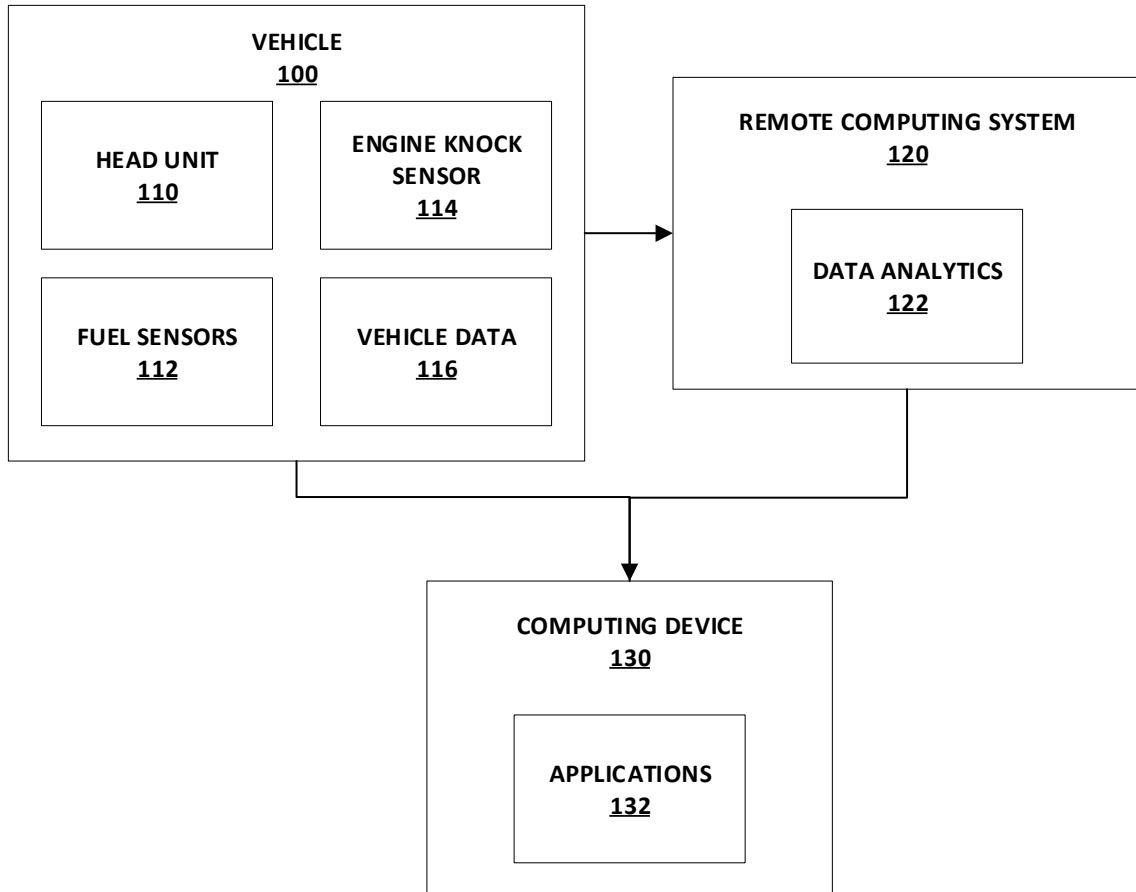 VEHICLE
100
HEAD UNIT
110
ENGINE KNOCK
SENSOR
114
FUEL SENSORS
112
VEHICLE DATA
116
REMOTE COMPUTING SYSTEM
120
DATA ANALYTICS
122
COMPUTING DEVICE
130
APPLICATIONS
132